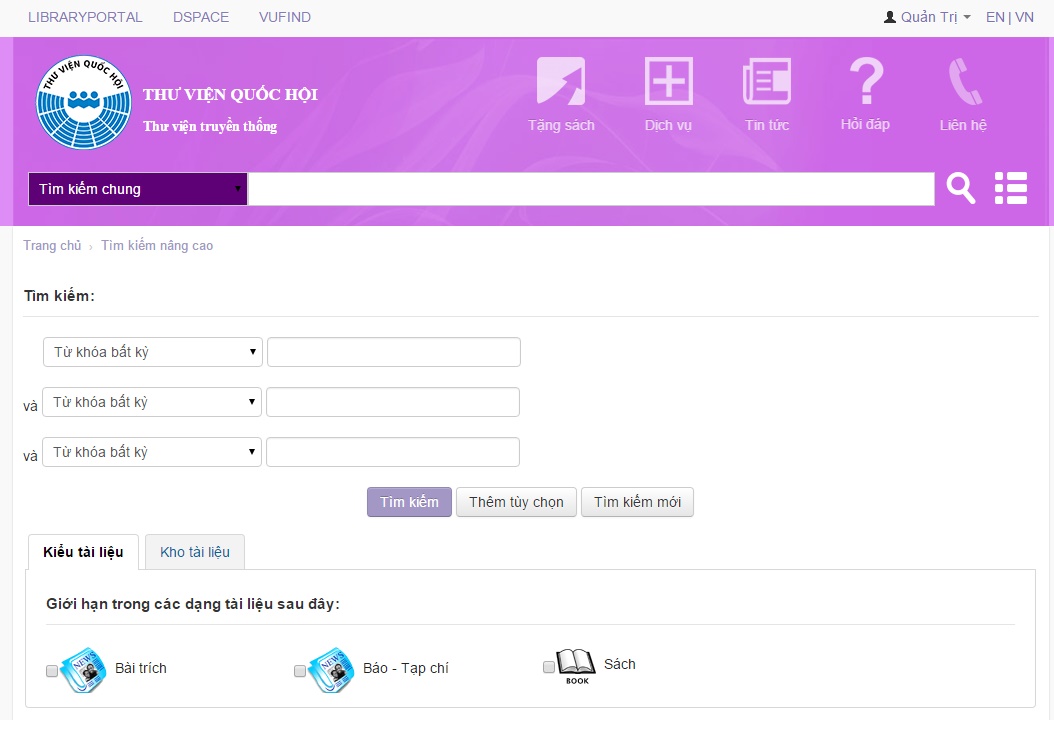 LIBRARYPORTAL DSPACE VUFIND Quản Trị EN | VN
THƯ VIỆN QUỐC HỘI
THƯ VIỆN QUỐC HỘI
Thư viện truyền thống
Tăng sách Dịch vụ Tin tức Hỏi đáp Liên hệ
Tìm kiếm chung
Trang chủ › Tìm kiếm nâng cao
Tìm kiếm:
Từ khóa bất kỳ
và Từ khóa bất kỳ
và Từ khóa bất kỳ
Tìm kiếm Thêm tùy chọn Tìm kiếm mới
Kiểu tài liệu Kho tài liệu
Giới hạn trong các dạng tài liệu sau đây:
NEWS Bài trích NEWS Báo - Tạp chí BOOK Sách